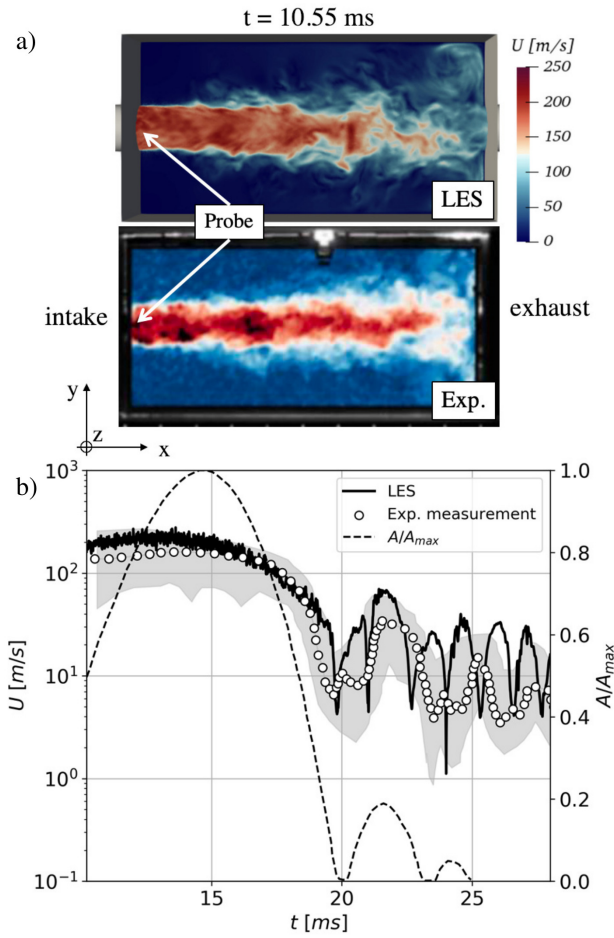 t = 10.55 ms
a)
U [m/s]
250
200
150
100
50
0
LES
Probe
intake
exhaust
Exp.
y
z
x
b)
10³
10²
10¹
10⁰
10⁻¹
U [m/s]
LES
Exp. measurement
A/Aₘₐₓ
1.0
0.8
0.6
0.4
0.2
0.0
A/Aₘₐₓ
15
20
25
t [ms]